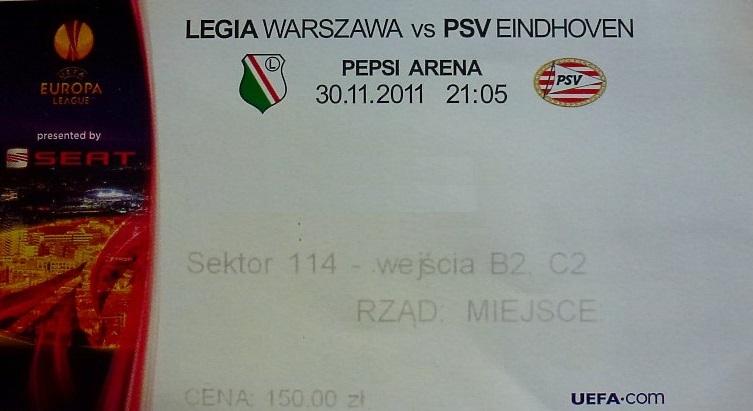 LEGIA WARSZAWA vs PSV EINDHOVEN
PEPSI ARENA
30.11.2011 21:05
L
PSV
UEFA
EUROPA
LEAGUE
presented by
SEAT
Sektor 114 - wejścia B2, C2
RZĄD: MIEJSCE
CENA: 150.00 zł
UEFA.com